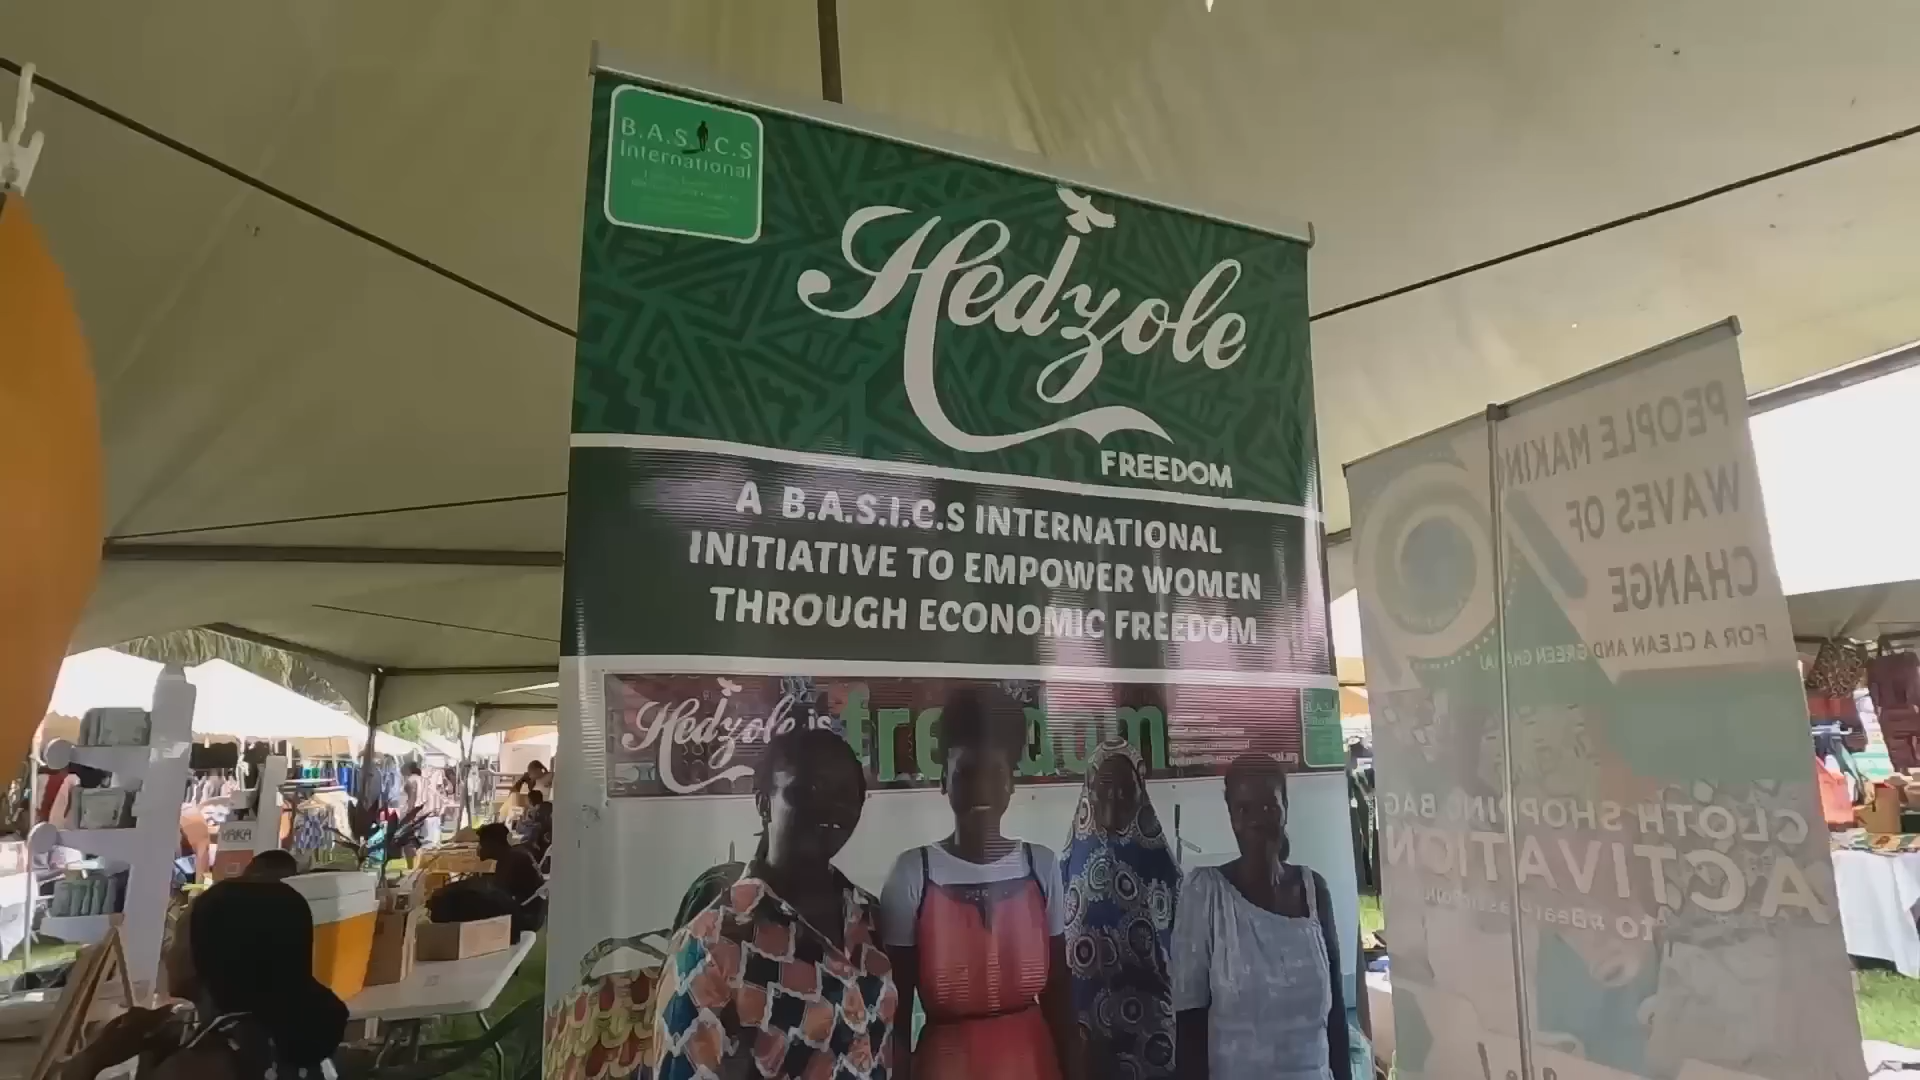 B.A.S.I.C.S
International
Hedzole
FREEDOM
A B.A.S.I.C.S INTERNATIONAL
INITIATIVE TO EMPOWER WOMEN
THROUGH ECONOMIC FREEDOM
Hedzole is freedom
PEOPLE MAKING
WAVES OF
CHANGE
FOR A CLEAN AND GREEN GHANA
CLOTH SHOPPING BAG
ACTIVATION